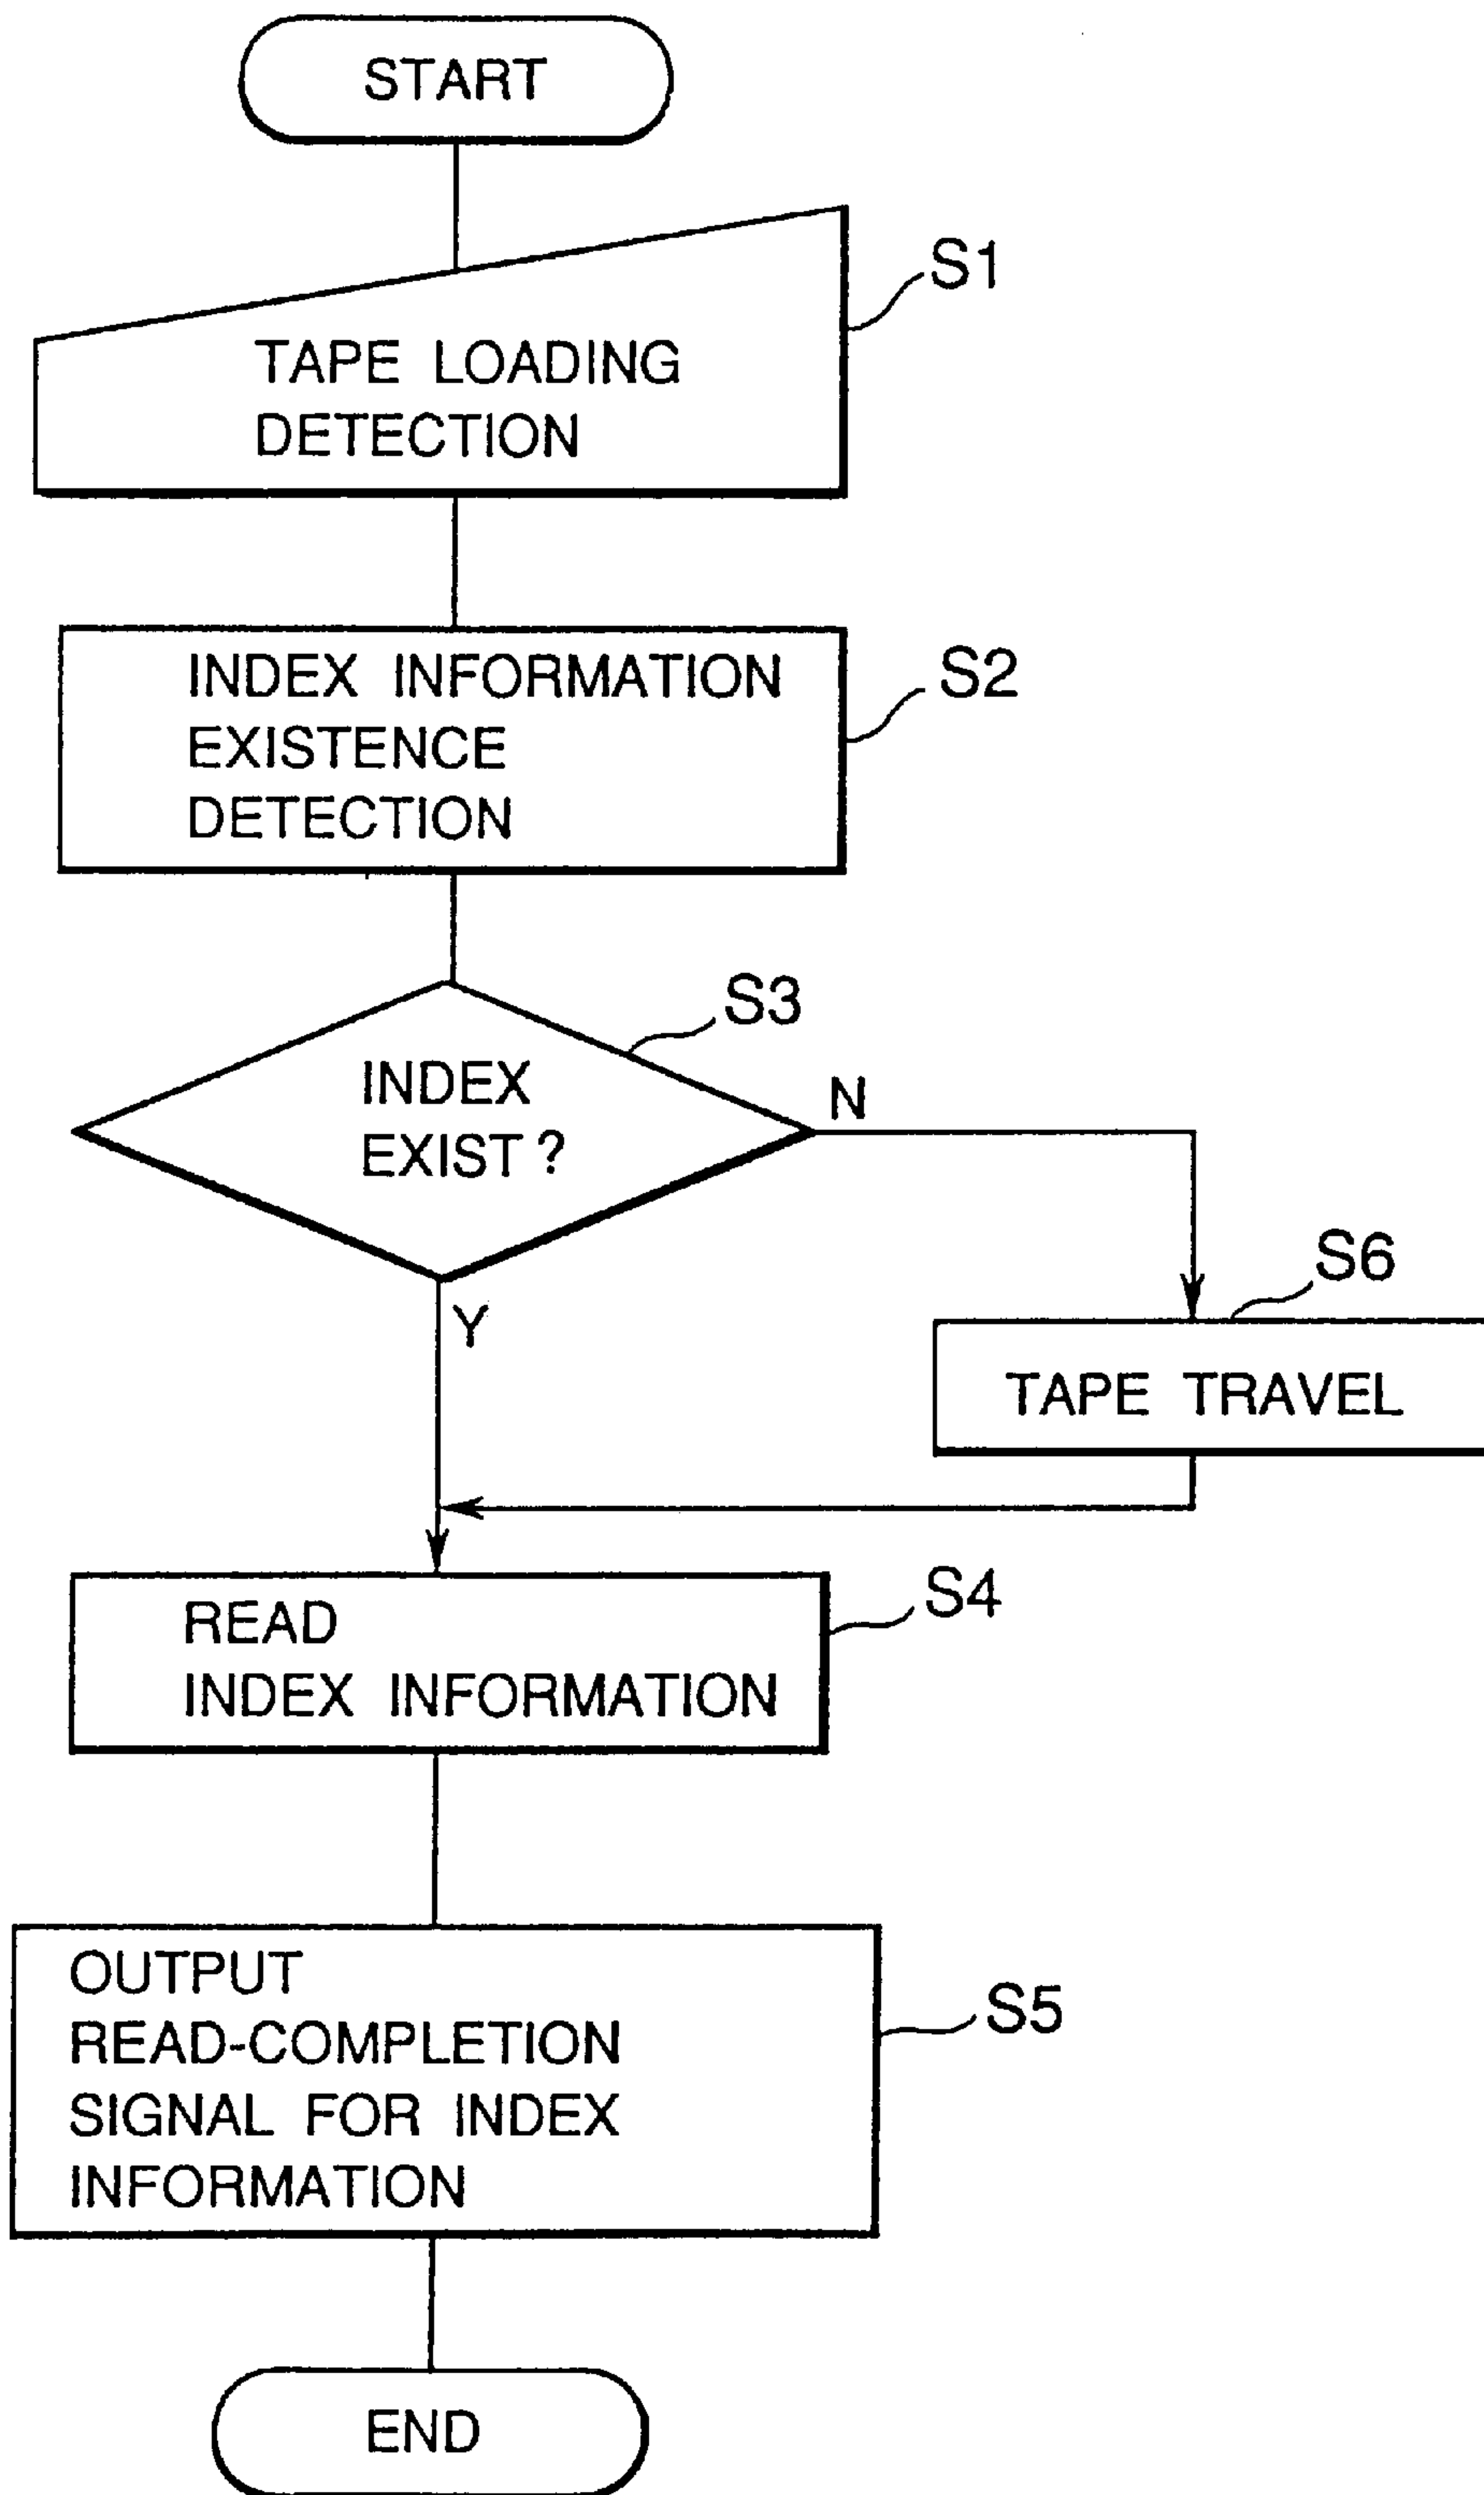 START
S1
TAPE LOADING
DETECTION
S2
INDEX INFORMATION
EXISTENCE
DETECTION
S3
INDEX
EXIST?
N
Y
S6
TAPE TRAVEL
S4
READ
INDEX INFORMATION
S5
OUTPUT
READ-COMPLETION
SIGNAL FOR INDEX
INFORMATION
END